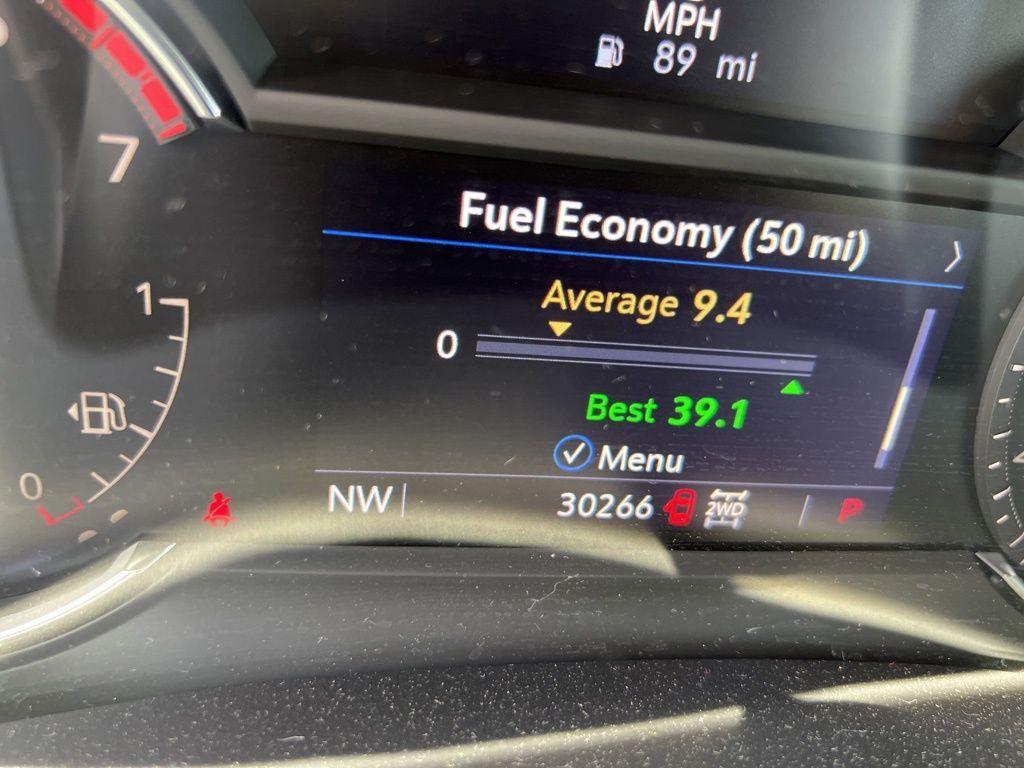 MPH
89 mi
7
Fuel Economy (50 mi)
1
Average 9.4
0
Best 39.1
Menu
0
NW
30266
2WD
P